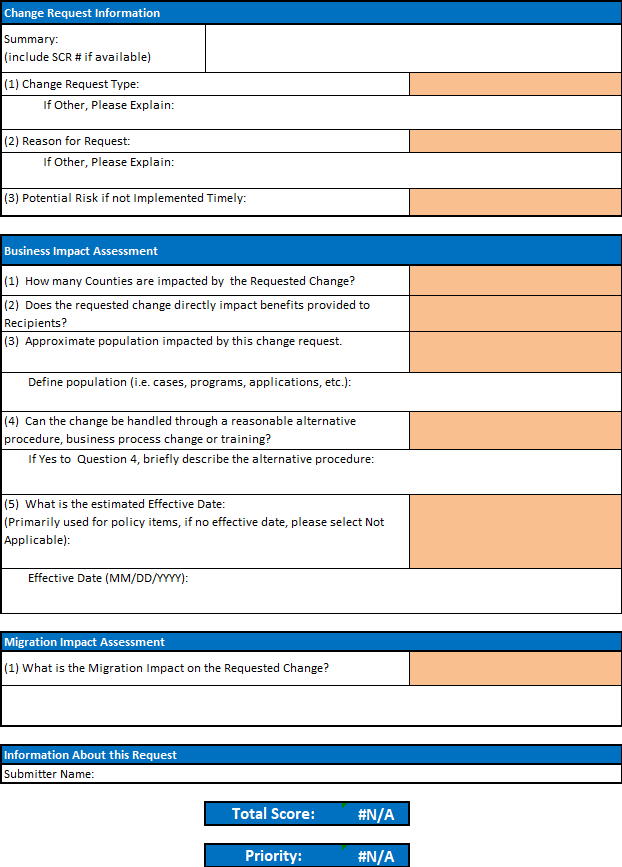 Change Request Information
Summary:
(include SCR # if available)
(1) Change Request Type:
If Other, Please Explain:
(2) Reason for Request:
If Other, Please Explain:
(3) Potential Risk if not Implemented Timely:
Business Impact Assessment
(1)  How many Counties are impacted by  the Requested Change?
(2)  Does the requested change directly impact benefits provided to
Recipients?
(3)  Approximate population impacted by this change request.
Define population (i.e. cases, programs, applications, etc.):
(4)  Can the change be handled through a reasonable alternative
procedure, business process change or training?
If Yes to  Question 4, briefly describe the alternative procedure:
(5)  What is the estimated Effective Date:
(Primarily used for policy items, if no effective date, please select Not
Applicable):
Effective Date (MM/DD/YYYY):
Migration Impact Assessment
(1) What is the Migration Impact on the Requested Change?
Information About this Request
Submitter Name:
Total Score: #N/A
Priority: #N/A